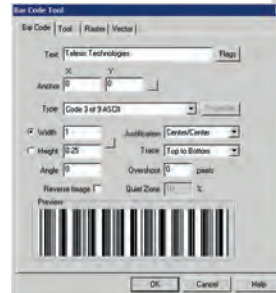 Bar Code Tool
Bar Code Tool Raster Vector
Text Telesis Technologies Flags
X Y
Anchor 0 0
Type Code 3 of 9 ASCII Properties
Width 1 Justification Center/Center
Height 0.25 Trace Top to Bottom
Angle 0 Overshoot 0 pixels
Reverse Image Quiet Zone %
Preview
OK Cancel Help